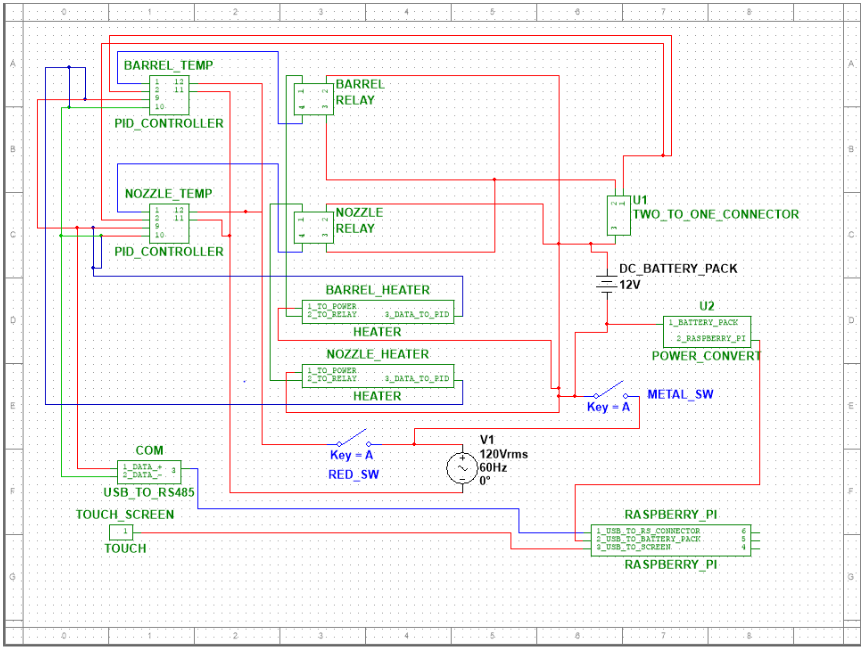 0 1 2 3 4 5 6 7 8
A
B
C
D
E
F
G
BARREL_TEMP
1 12
2 11
9
10
PID_CONTROLLER
BARREL
RELAY
1 2
4 3
NOZZLE_TEMP
1 12
2 11
9
10
PID_CONTROLLER
NOZZLE
RELAY
1 2
4 3
U1
2 1
3
TWO_TO_ONE_CONNECTOR
DC_BATTERY_PACK
12V
BARREL_HEATER
1_TO_POWER
2_TO_RELAY 3_DATA_TO_PID
HEATER
U2
1_BATTERY_PACK
2_RASPBERRY_PI
POWER_CONVERT
NOZZLE_HEATER
1_TO_POWER
2_TO_RELAY 3_DATA_TO_PID
HEATER
METAL_SW
Key = A
Key = A
RED_SW
V1
120Vrms
60Hz
0°
COM
1_DATA_+ 3
2_DATA_-
USB_TO_RS485
TOUCH_SCREEN
1
TOUCH
RASPBERRY_PI
1_USB_TO_RS_CONNECTOR 6
2_USB_TO_BATTERY_PACK 5
3_USB_TO_SCREEN 4
RASPBERRY_PI
A
B
C
D
E
F
G
0 1 2 3 4 5 6 7 8